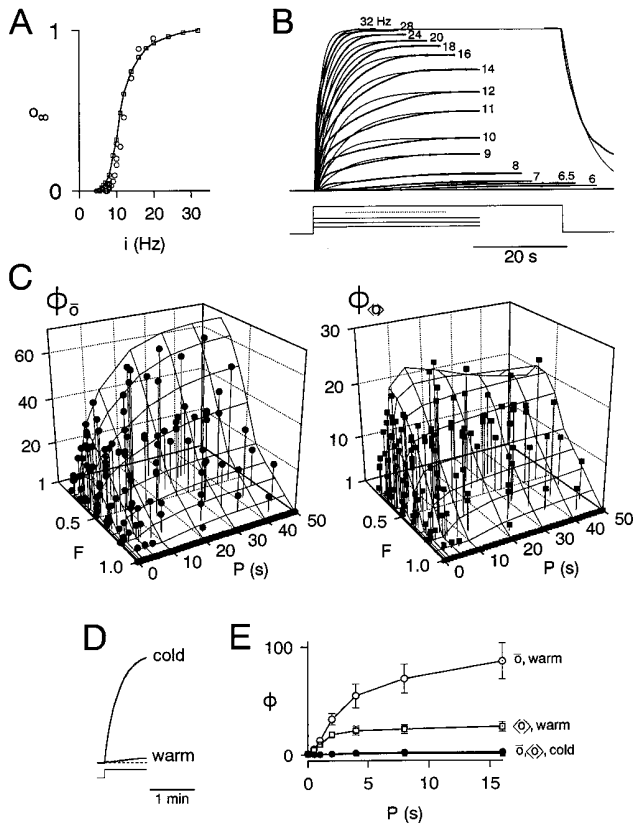 A
1
o∞
0
0 10 20 30
i (Hz)
B
32 Hz
28
24
20
18
16
14
12
11
10
9
8
7
6.5
6
20 s
C
Φō
60
40
20
1
0.5
1.0
F
0
10
20
30
40
50
P (s)
Φ⟨o⟩
30
20
10
1
0.5
1.0
F
0
10
20
30
40
50
P (s)
D
cold
warm
1 min
E
100
Φ
0
0 5 10 15
P (s)
ō, warm
⟨o⟩, warm
ō,⟨o⟩, cold